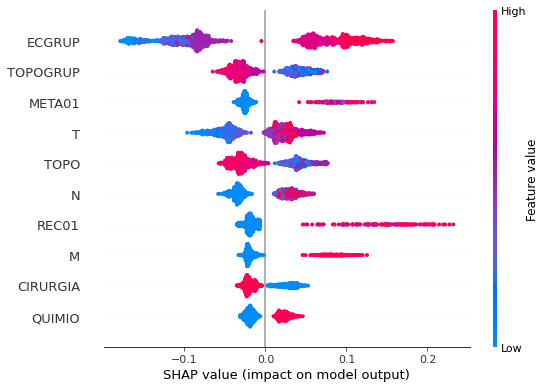 High
ECGRUP
TOPOGRUP
META01
T
TOPO
N
REC01
M
CIRURGIA
QUIMIO
Feature value
Low
−0.1 0.0 0.1 0.2
SHAP value (impact on model output)